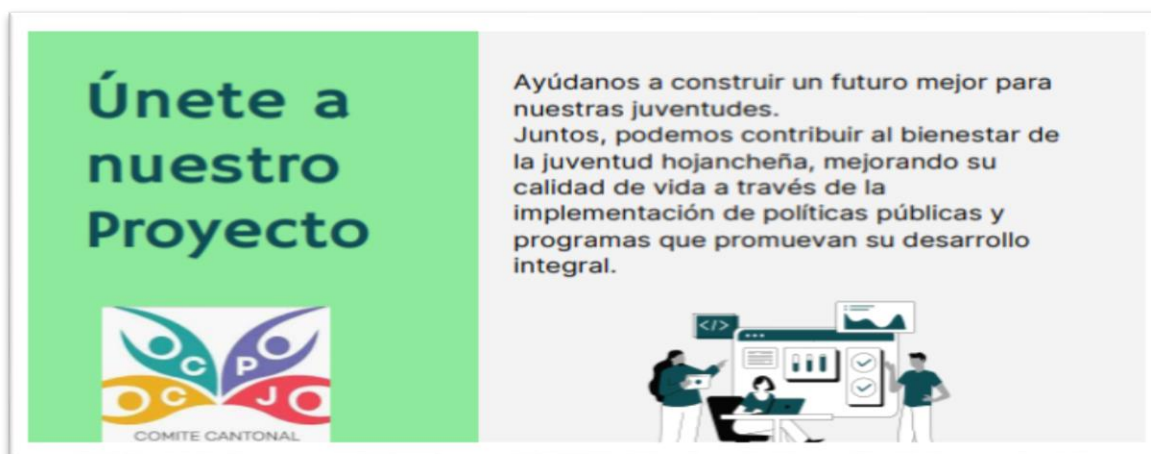 Únete a
nuestro
Proyecto
C P
C J
COMITE CANTONAL
Ayúdanos a construir un futuro mejor para
nuestras juventudes.
Juntos, podemos contribuir al bienestar de
la juventud hojancheña, mejorando su
calidad de vida a través de la
implementación de políticas públicas y
programas que promuevan su desarrollo
integral.
</>